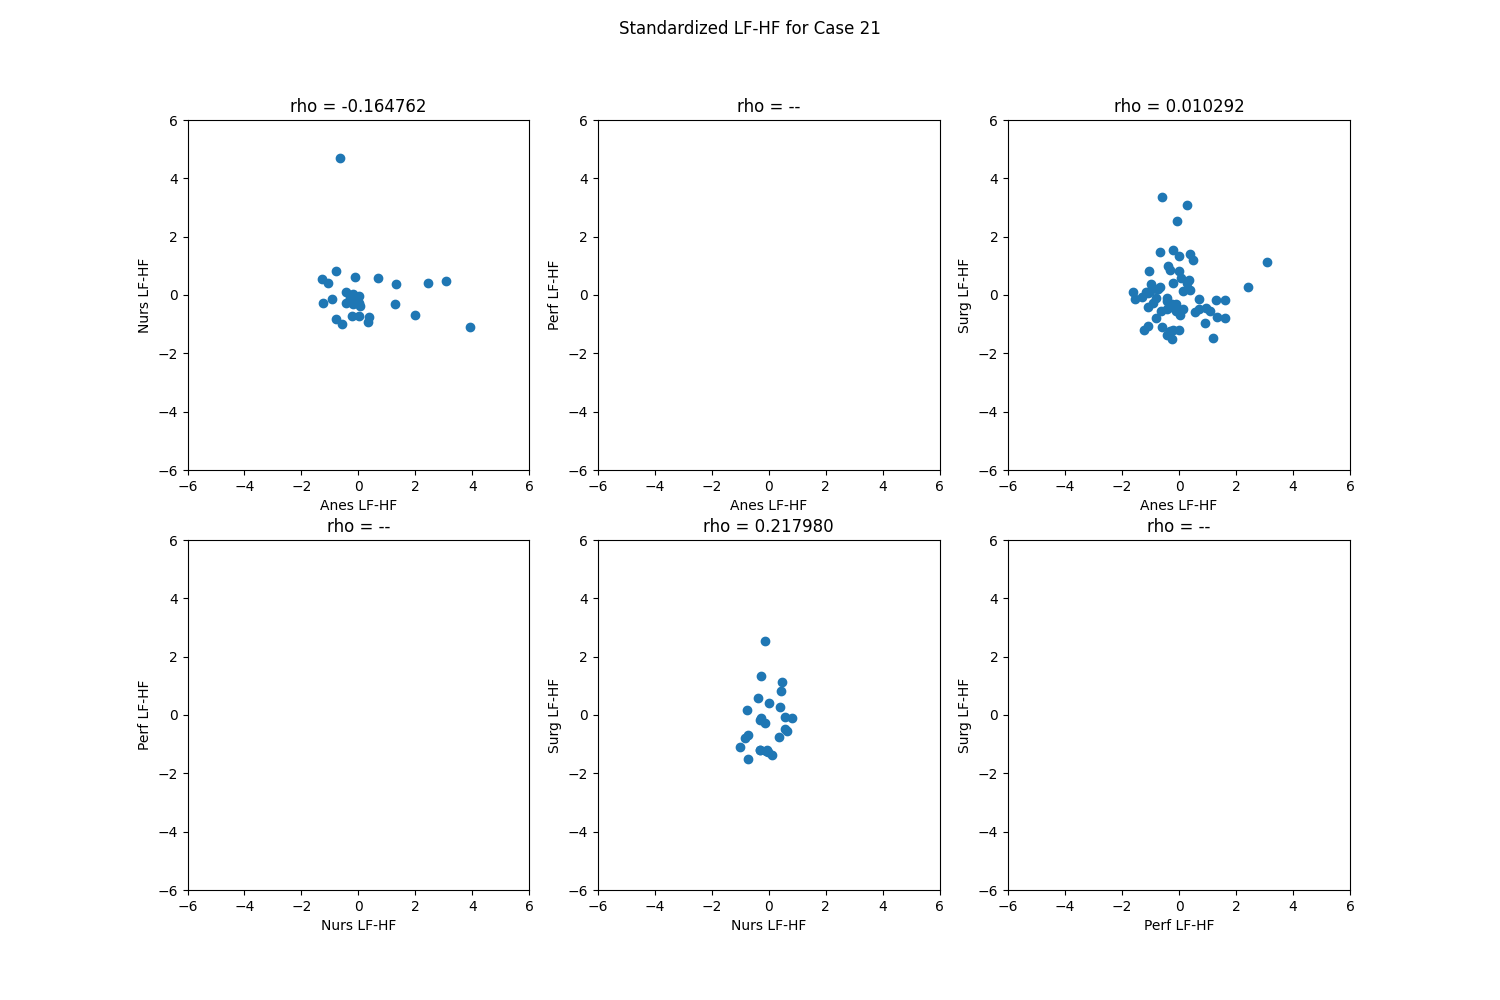 Standardized LF-HF for Case 21
rho = -0.164762
rho = --
rho = 0.010292
6
4
2
0
−2
−4
−6
Nurs LF-HF
−6 −4 −2 0 2 4 6
Anes LF-HF
6
4
2
0
−2
−4
−6
Perf LF-HF
−6 −4 −2 0 2 4 6
Anes LF-HF
6
4
2
0
−2
−4
−6
Surg LF-HF
−6 −4 −2 0 2 4 6
Anes LF-HF
rho = --
rho = 0.217980
rho = --
6
4
2
0
−2
−4
−6
Perf LF-HF
−6 −4 −2 0 2 4 6
Nurs LF-HF
6
4
2
0
−2
−4
−6
Surg LF-HF
−6 −4 −2 0 2 4 6
Nurs LF-HF
6
4
2
0
−2
−4
−6
Surg LF-HF
−6 −4 −2 0 2 4 6
Perf LF-HF